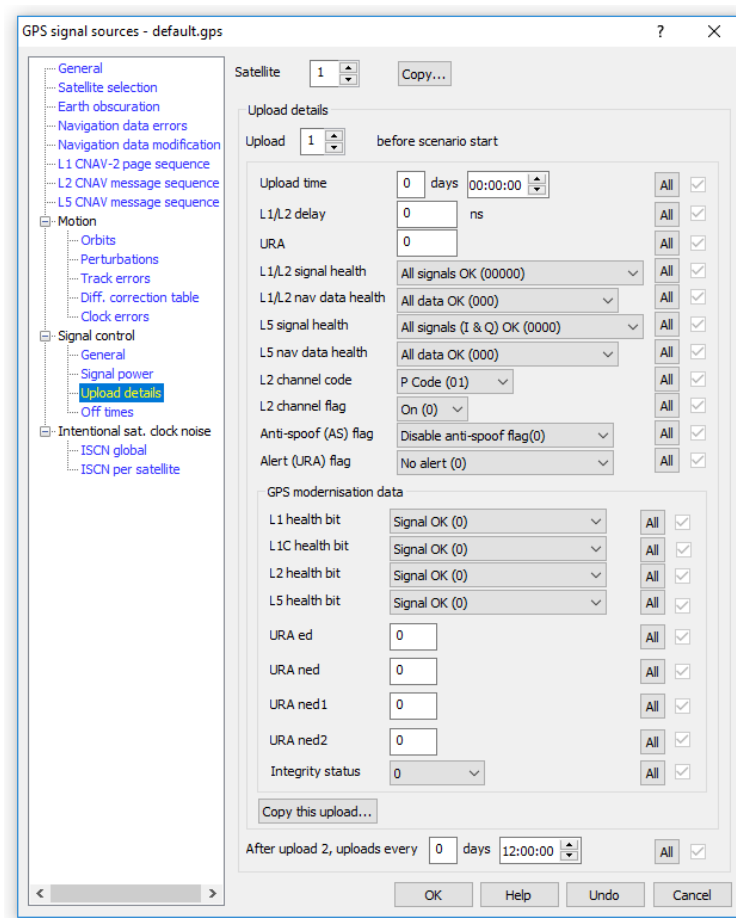 GPS signal sources - default.gps ? ×
General
Satellite selection
Earth obscuration
Navigation data errors
Navigation data modification
L1 CNAV-2 page sequence
L2 CNAV message sequence
L5 CNAV message sequence
Motion
Orbits
Perturbations
Track errors
Diff. correction table
Clock errors
Signal control
General
Signal power
Upload details
Off times
Intentional sat. clock noise
ISCN global
ISCN per satellite
Satellite 1 Copy...
Upload details
Upload 1 before scenario start
Upload time 0 days 00:00:00 All
L1/L2 delay 0 ns All
URA 0 All
L1/L2 signal health All signals OK (00000) All
L1/L2 nav data health All data OK (000) All
L5 signal health All signals (I & Q) OK (0000) All
L5 nav data health All data OK (000) All
L2 channel code P Code (01) All
L2 channel flag On (0) All
Anti-spoof (AS) flag Disable anti-spoof flag(0) All
Alert (URA) flag No alert (0) All
GPS modernisation data
L1 health bit Signal OK (0) All
L1C health bit Signal OK (0) All
L2 health bit Signal OK (0) All
L5 health bit Signal OK (0) All
URA ed 0 All
URA ned 0 All
URA ned1 0 All
URA ned2 0 All
Integrity status 0 All
Copy this upload...
After upload 2, uploads every 0 days 12:00:00 All
OK Help Undo Cancel